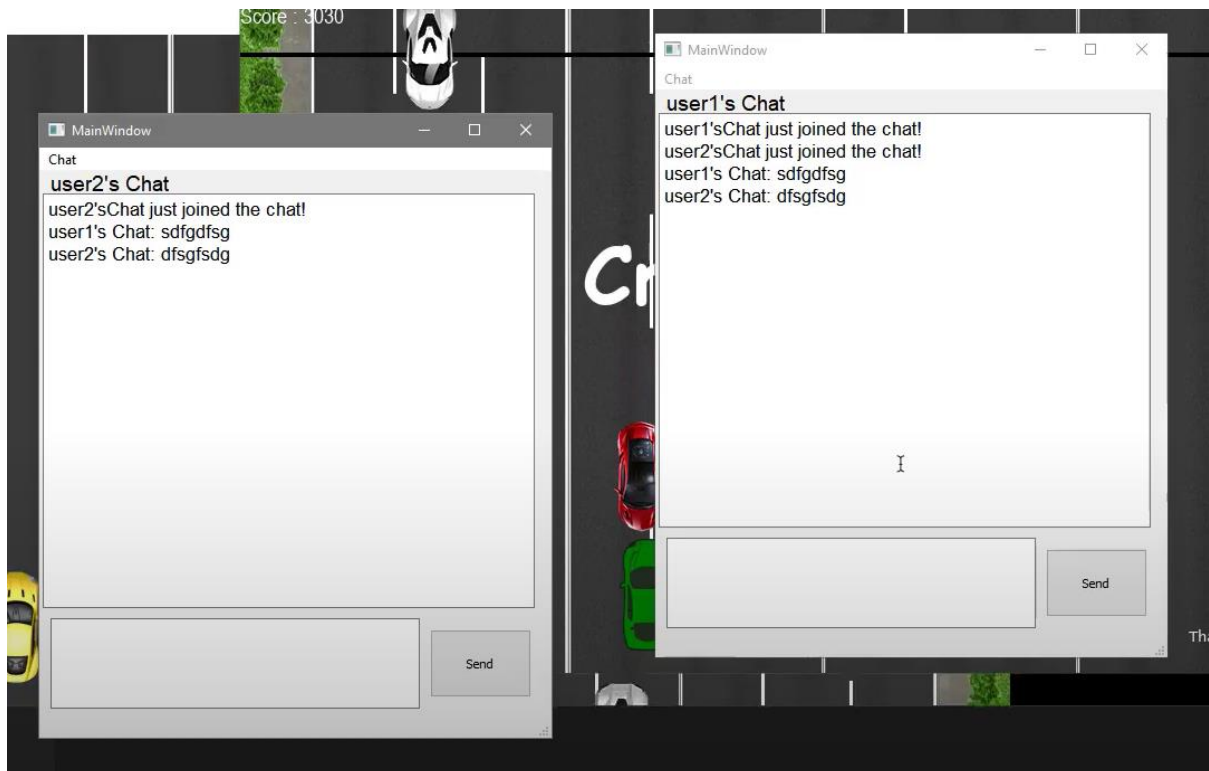 Score : 3030
MainWindow
Chat
user2's Chat
user2'sChat just joined the chat!
user1's Chat: sdfgdfsg
user2's Chat: dfsgfsdg
Send
MainWindow
Chat
user1's Chat
user1'sChat just joined the chat!
user2'sChat just joined the chat!
user1's Chat: sdfgdfsg
user2's Chat: dfsgfsdg
Send